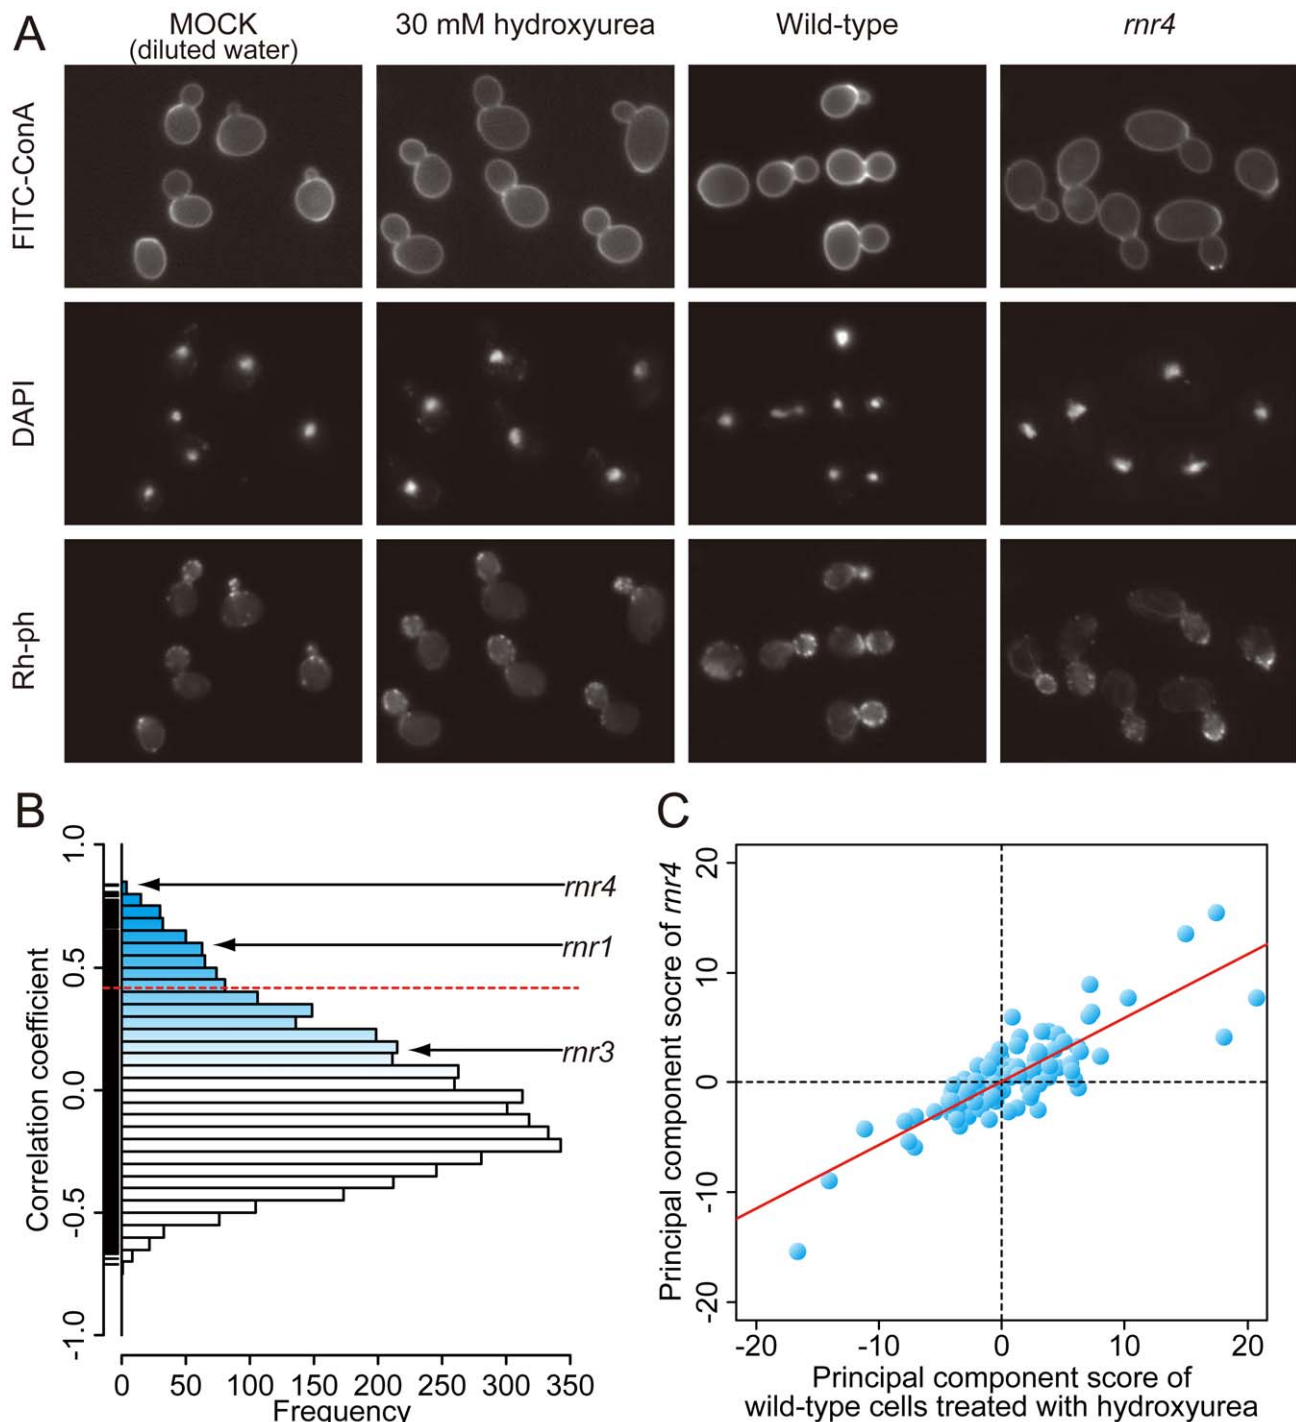 A
MOCK
(diluted water)
30 mM hydroxyurea
Wild-type
rnr4
FITC-ConA
DAPI
Rh-ph
B
Correlation coefficient
1.0
0.5
0.0
-0.5
-1.0
rnr4
rnr1
rnr3
0 50 100 150 200 250 300 350
Frequency
C
Principal component socre of rnr4
20
10
0
-10
-20
-20 -10 0 10 20
Principal component score of
wild-type cells treated with hydroxyurea